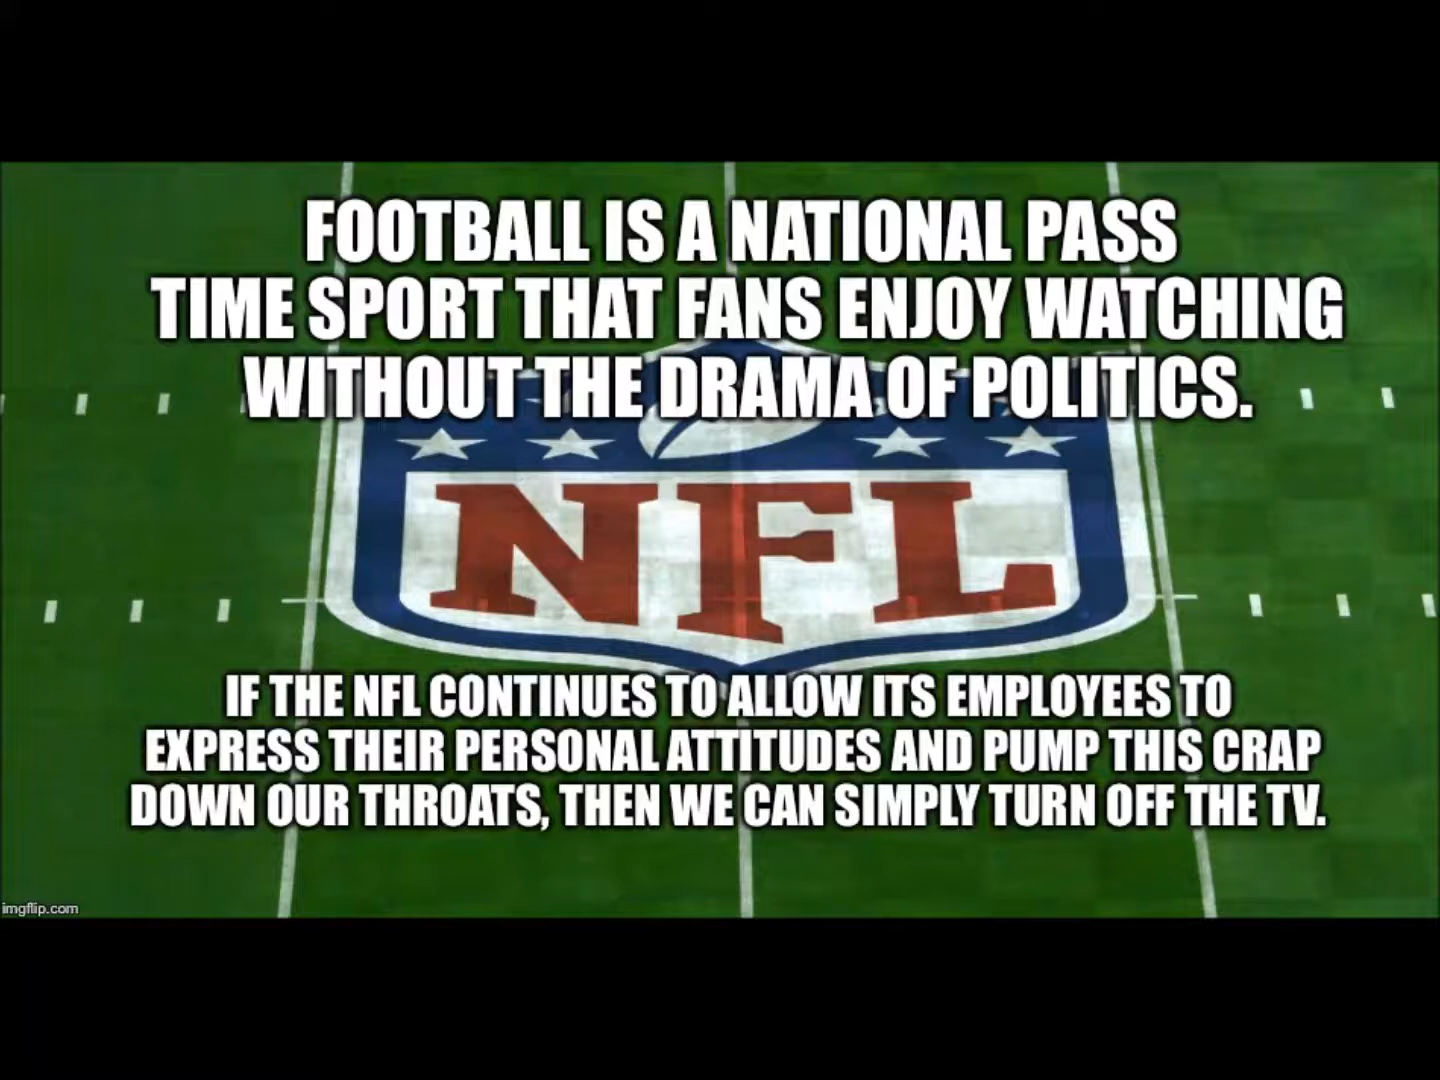 FOOTBALL IS A NATIONAL PASS
TIME SPORT THAT FANS ENJOY WATCHING
WITHOUT THE DRAMA OF POLITICS.
NFL
IF THE NFL CONTINUES TO ALLOW ITS EMPLOYEES TO
EXPRESS THEIR PERSONAL ATTITUDES AND PUMP THIS CRAP
DOWN OUR THROATS, THEN WE CAN SIMPLY TURN OFF THE TV.
imgflip.com